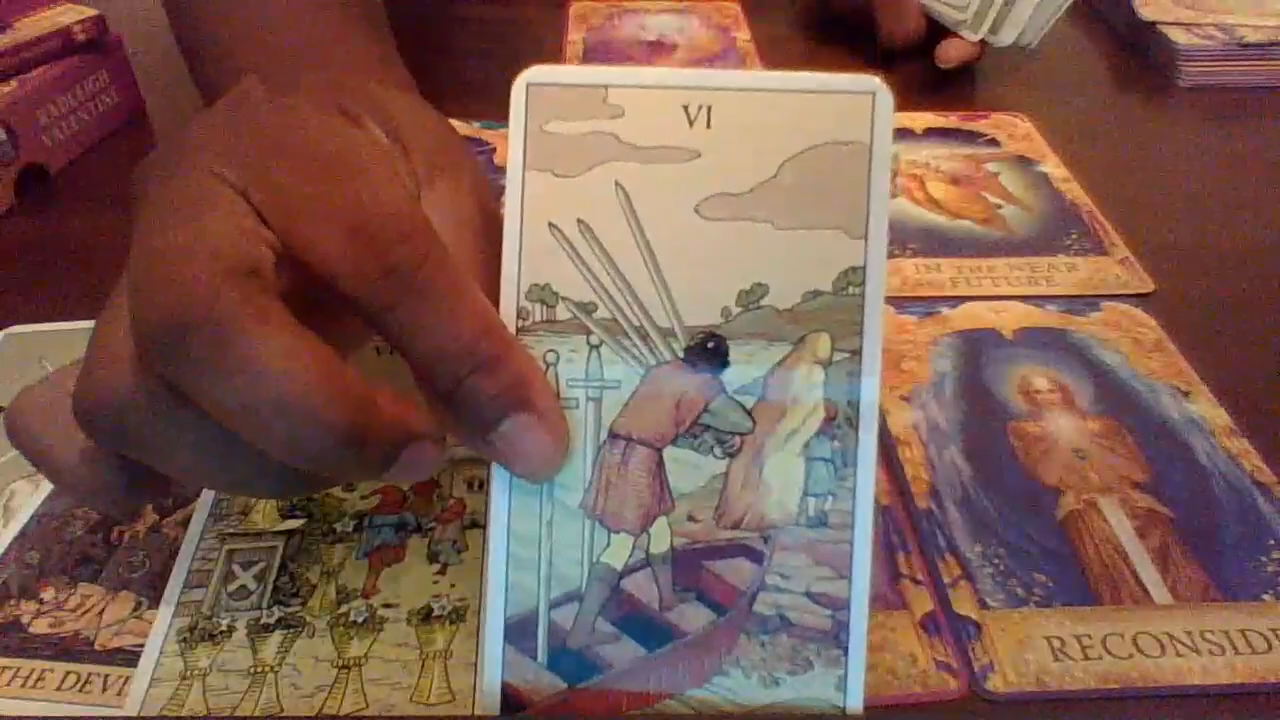 RADLEIGH
VALENTINE
VI
IN THE NEAR
FUTURE
THE DEVI
RECONSID